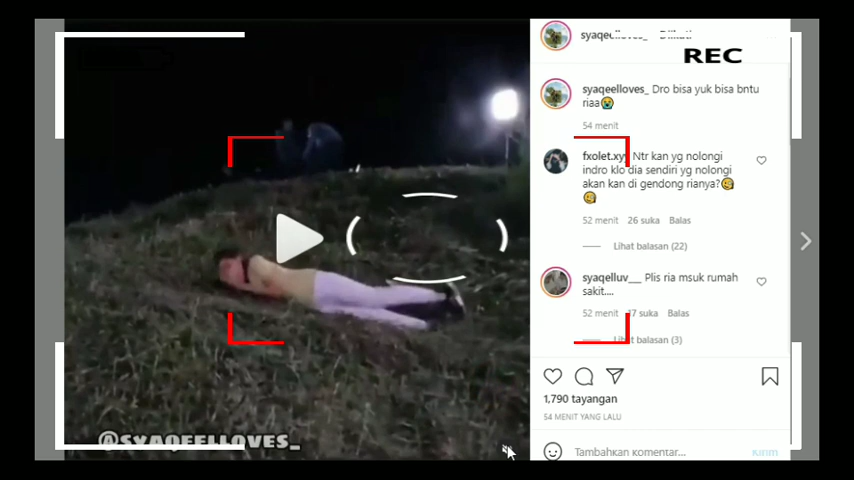 REC
syaqeelloves_ Dro bisa yuk bisa bntu
riaa😭
54 menit
fxolet.xyy Ntr kan yg nolongi
indro klo dia sendiri yg nolongi
akan kan di gendong rianya?🥴
🥴
52 menit 26 suka Balas
Lihat balasan (22)
syaqelluv___ Plis ria msuk rumah
sakit....
52 menit 17 suka Balas
Lihat balasan (3)
1,790 tayangan
54 MENIT YANG LALU
Tambahkan komentar... Kirim
@SYAQEELLOVES_